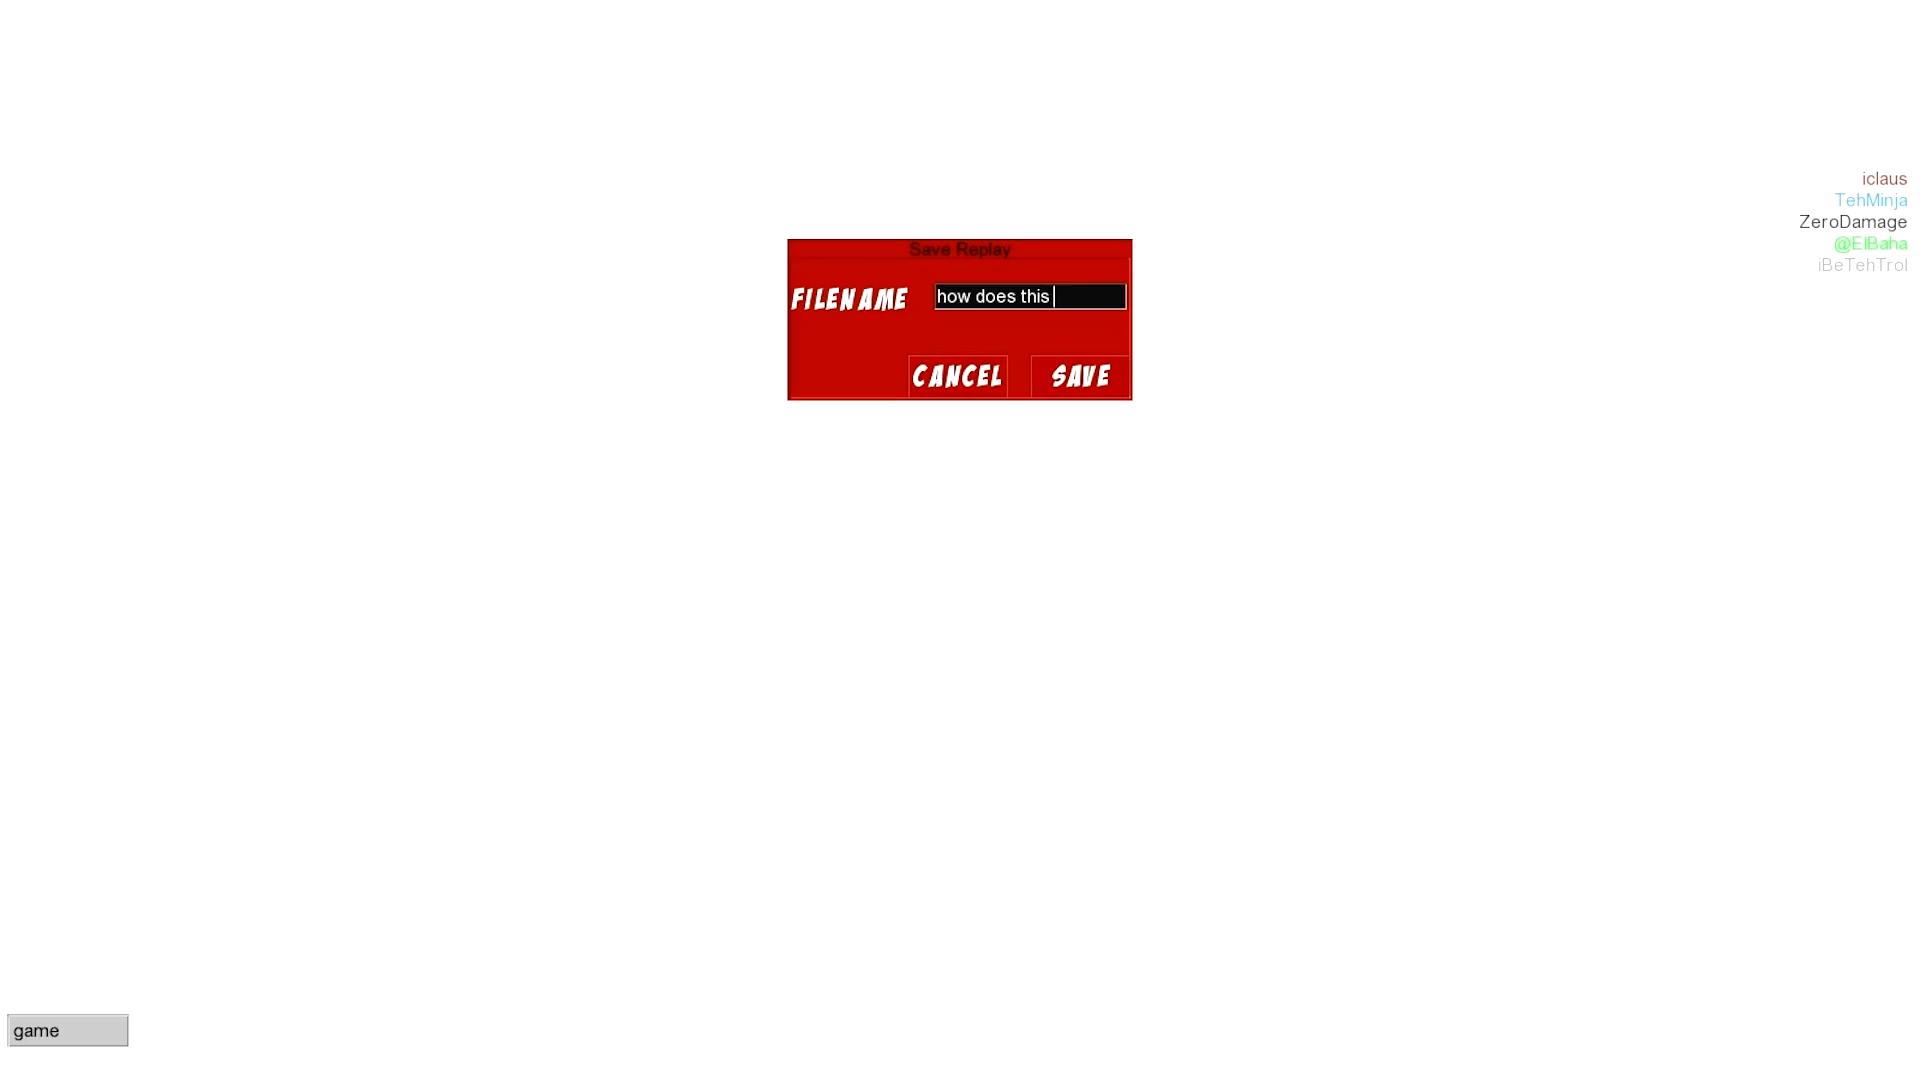 iclaus
TehMinja
ZeroDamage
@ElBaha
iBeTehTrol
Save Replay
FILENAME how does this
CANCEL SAVE
game